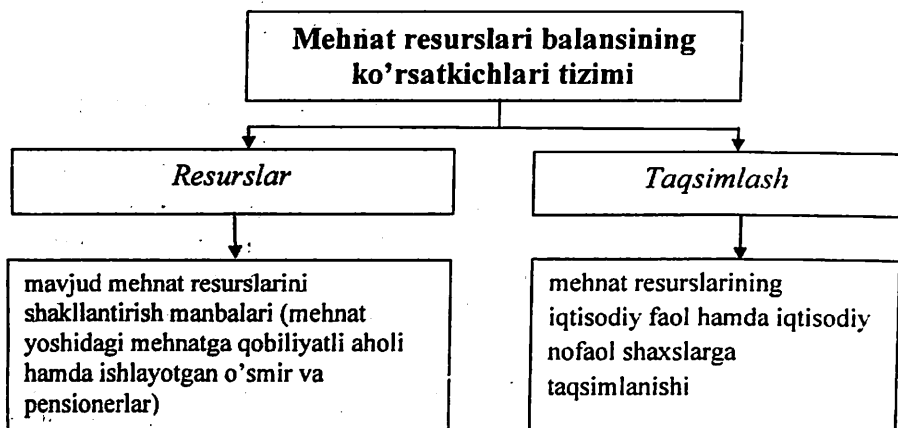 Mehnat resurslari balansining
ko'rsatkichlari tizimi
Resurslar
Taqsimlash
mavjud mehnat resurslarini
shakllantirish manbalari (mehnat
yoshidagi mehnatga qobiliyatli aholi
hamda ishlayotgan o'smir va
pensionerlar)
mehnat resurslarining
iqtisodiy faol hamda iqtisodiy
nofaol shaxslarga
taqsimlanishi